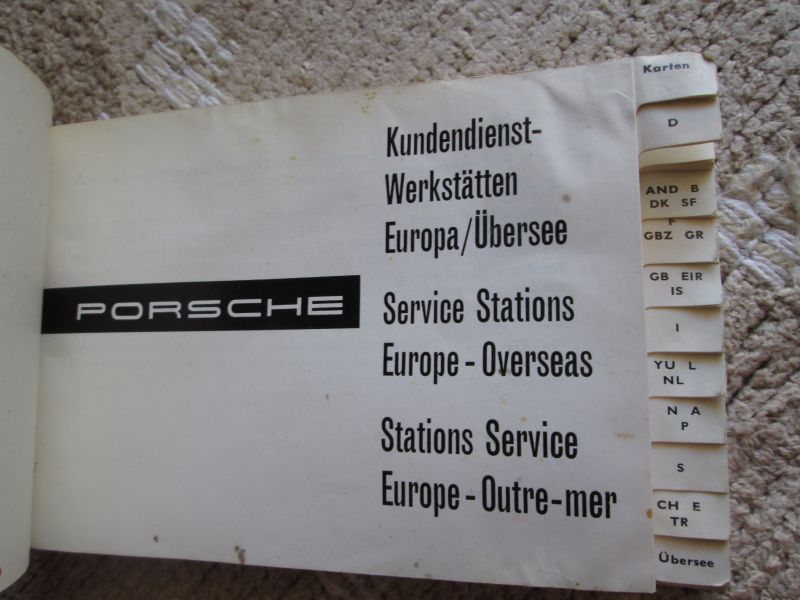 PORSCHE
Kundendienst-
Werkstätten
Europa/Übersee
Service Stations
Europe - Overseas
Stations Service
Europe - Outre-mer
Karten
D
AND B
DK SF
F
GBZ GR
GB EIR
IS
I
YU L
NL
N A
P
S
CH E
TR
Übersee